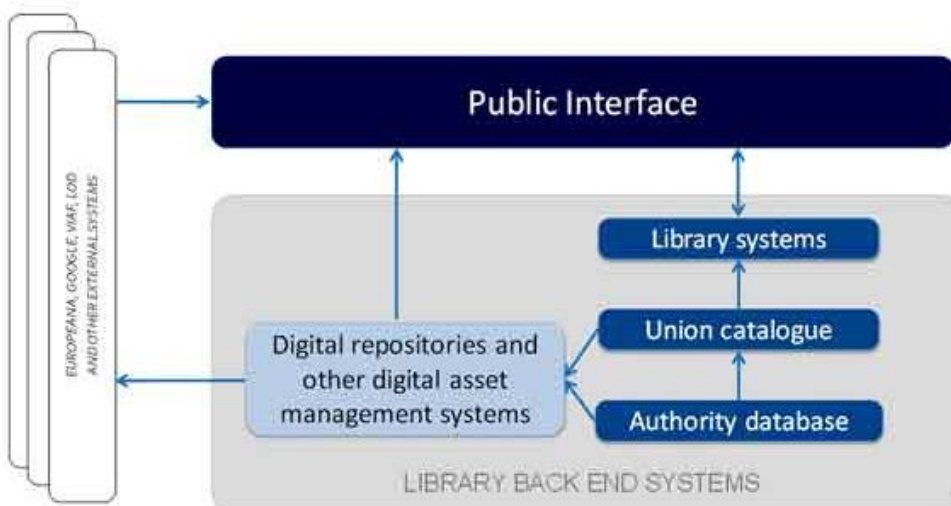 EUROPEANA, GOOGLE, VIAF, LOD
AND OTHER EXTERNAL SYSTEMS
Public Interface
Library systems
Union catalogue
Digital repositories and
other digital asset
management systems
Authority database
LIBRARY BACK END SYSTEMS